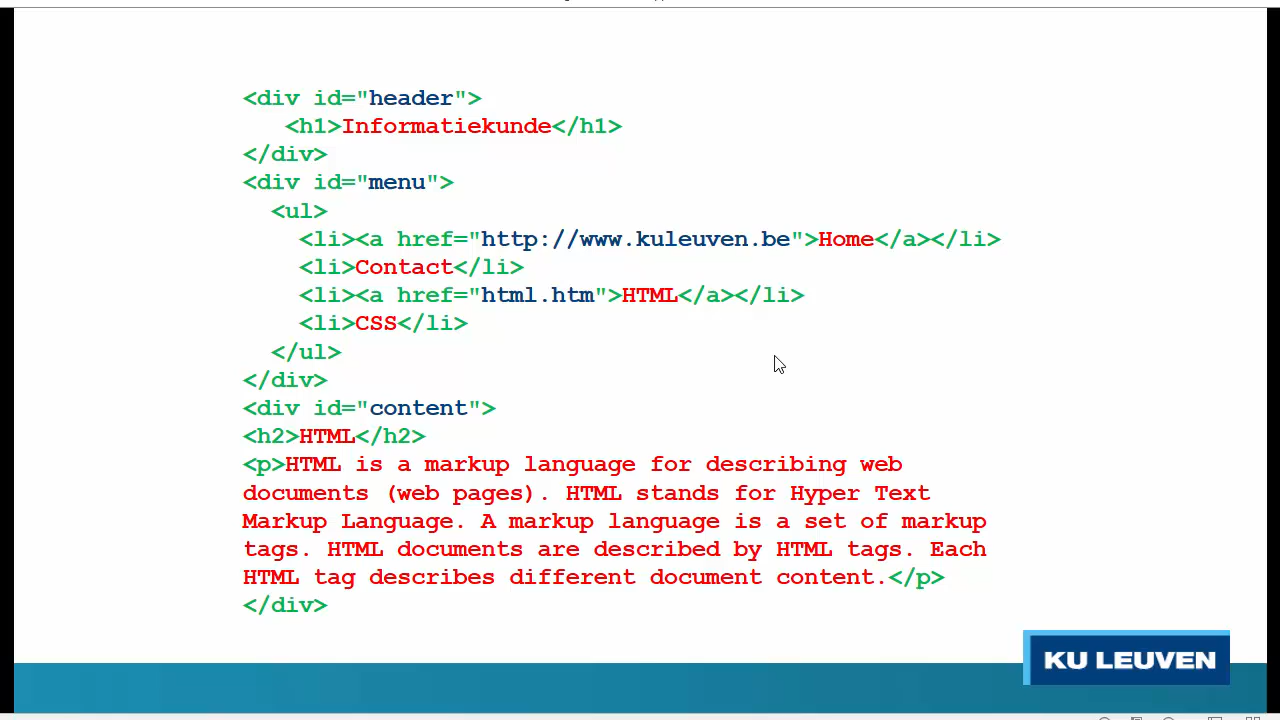 <div id="header">
<h1>Informatiekunde</h1>
</div>
<div id="menu">
<ul>
<li><a href="http://www.kuleuven.be">Home</a></li>
<li>Contact</li>
<li><a href="html.htm">HTML</a></li>
<li>CSS</li>
</ul>
</div>
<div id="content">
<h2>HTML</h2>
<p>HTML is a markup language for describing web
documents (web pages). HTML stands for Hyper Text
Markup Language. A markup language is a set of markup
tags. HTML documents are described by HTML tags. Each
HTML tag describes different document content.</p>
</div>
KU LEUVEN